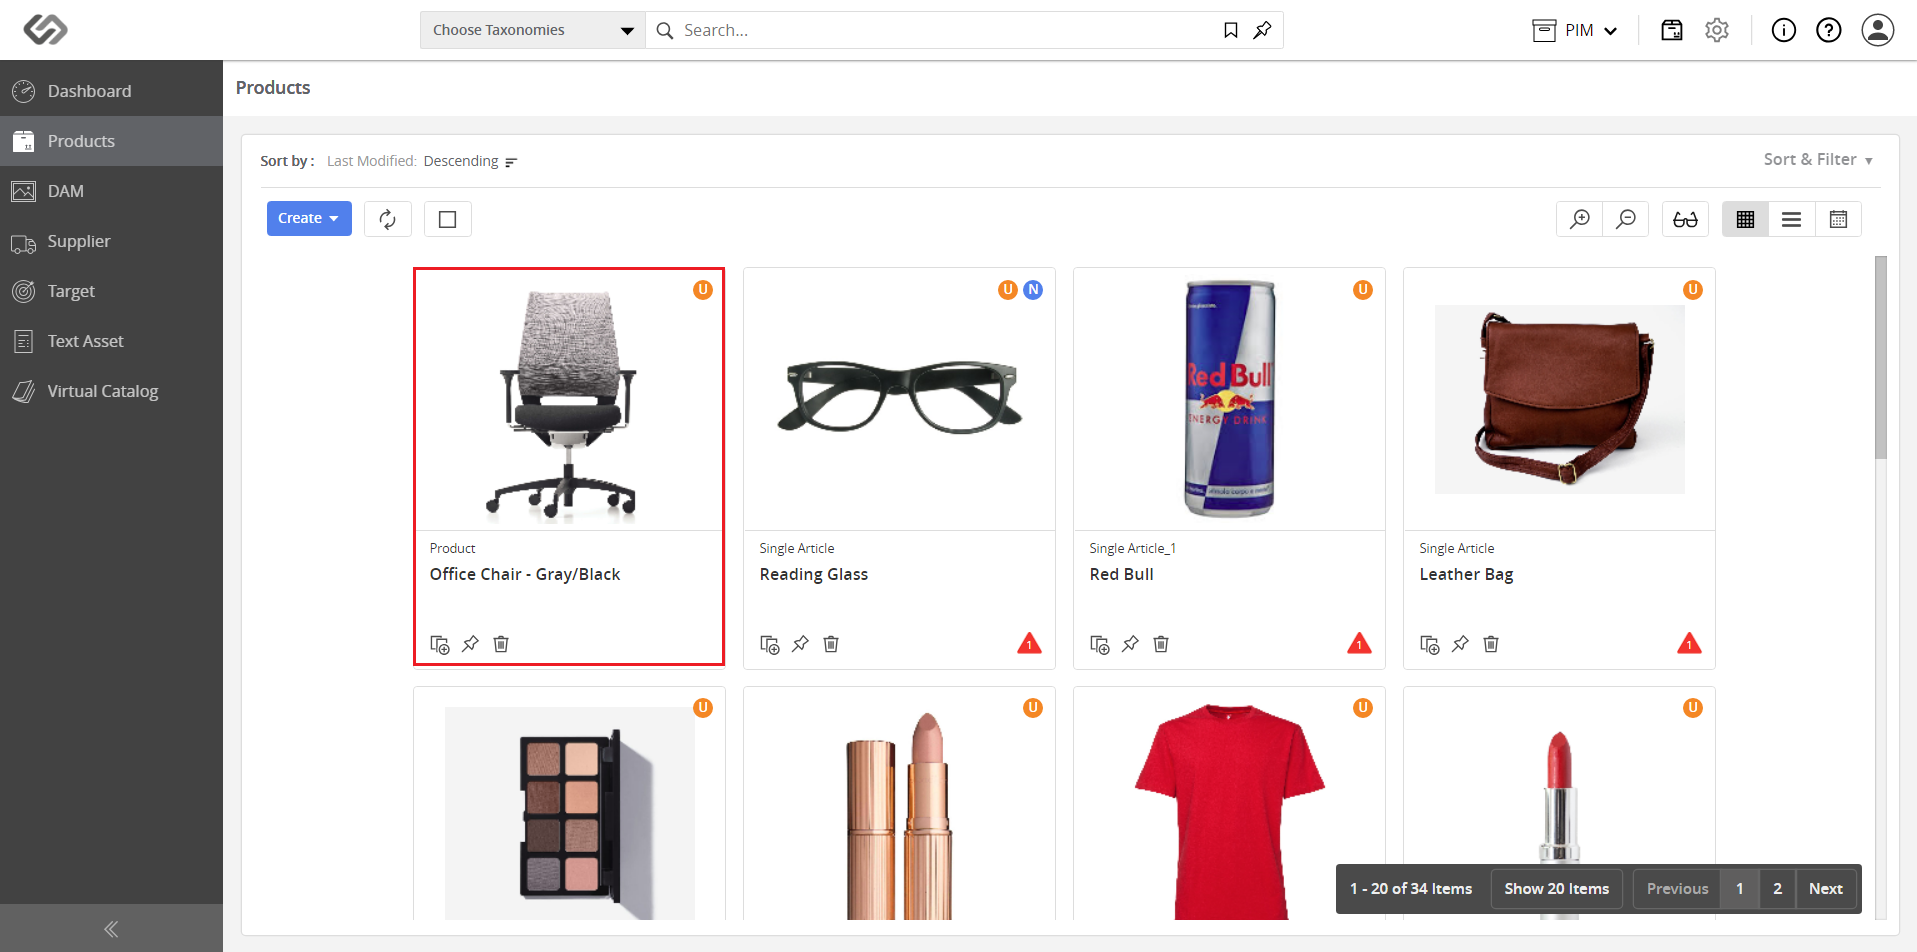 Choose Taxonomies
Search...
PIM
Dashboard
Products
DAM
Supplier
Target
Text Asset
Virtual Catalog
Products
Sort by : Last Modified: Descending
Sort & Filter
Create
U
U N
U
U
Red Bull
ENERGY DRINK
Product
Office Chair - Gray/Black
Single Article
Reading Glass
1
Single Article_1
Red Bull
1
Single Article
Leather Bag
1
U
U
U
U
1 - 20 of 34 Items
Show 20 Items
Previous 1 2 Next